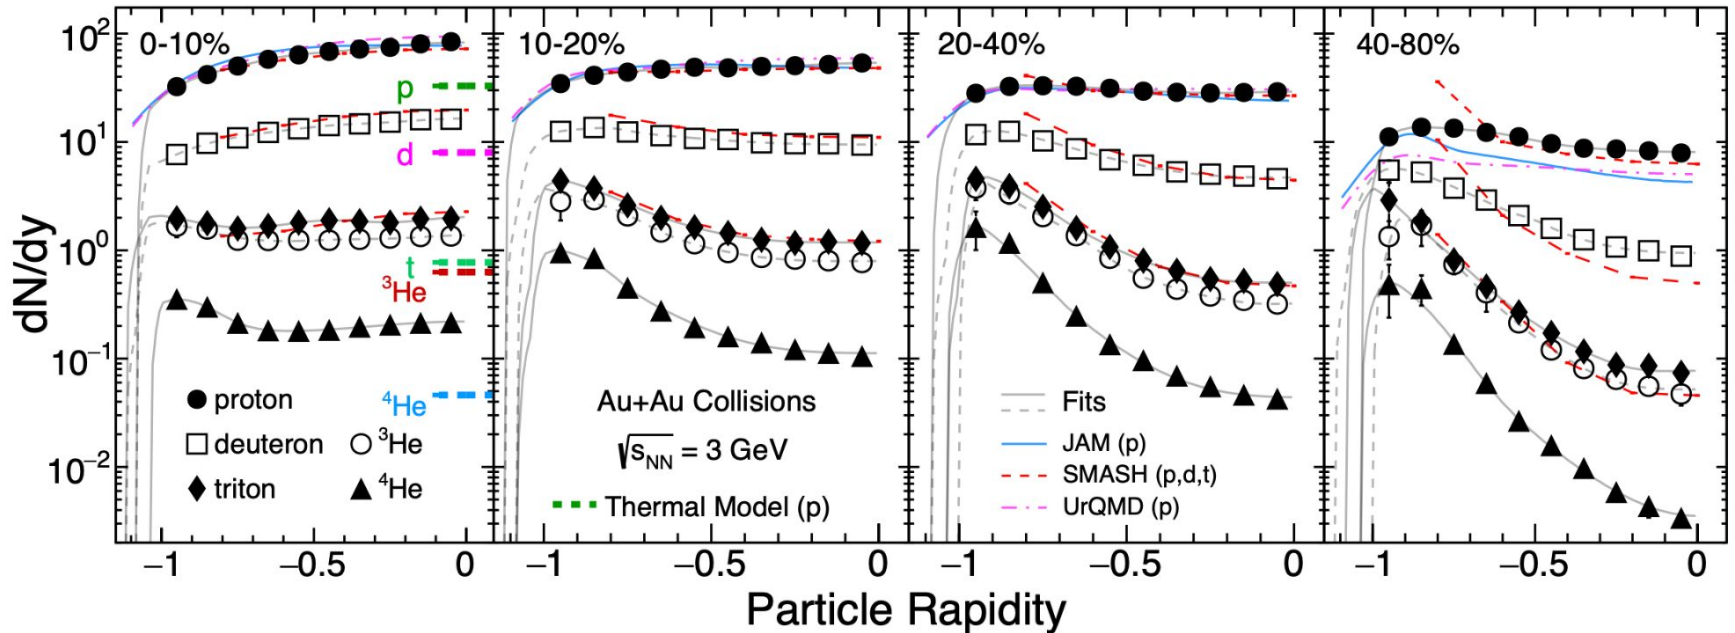 dN/dy
10²
10¹
10⁰
10⁻¹
10⁻²
0-10%
p
d
t
³He
⁴He
proton
deuteron
³He
triton
⁴He
−1
−0.5
0
10-20%
Au+Au Collisions
√sNN = 3 GeV
Thermal Model (p)
−1
−0.5
0
20-40%
Fits
JAM (p)
SMASH (p,d,t)
UrQMD (p)
−1
−0.5
0
40-80%
−1
−0.5
0
Particle Rapidity